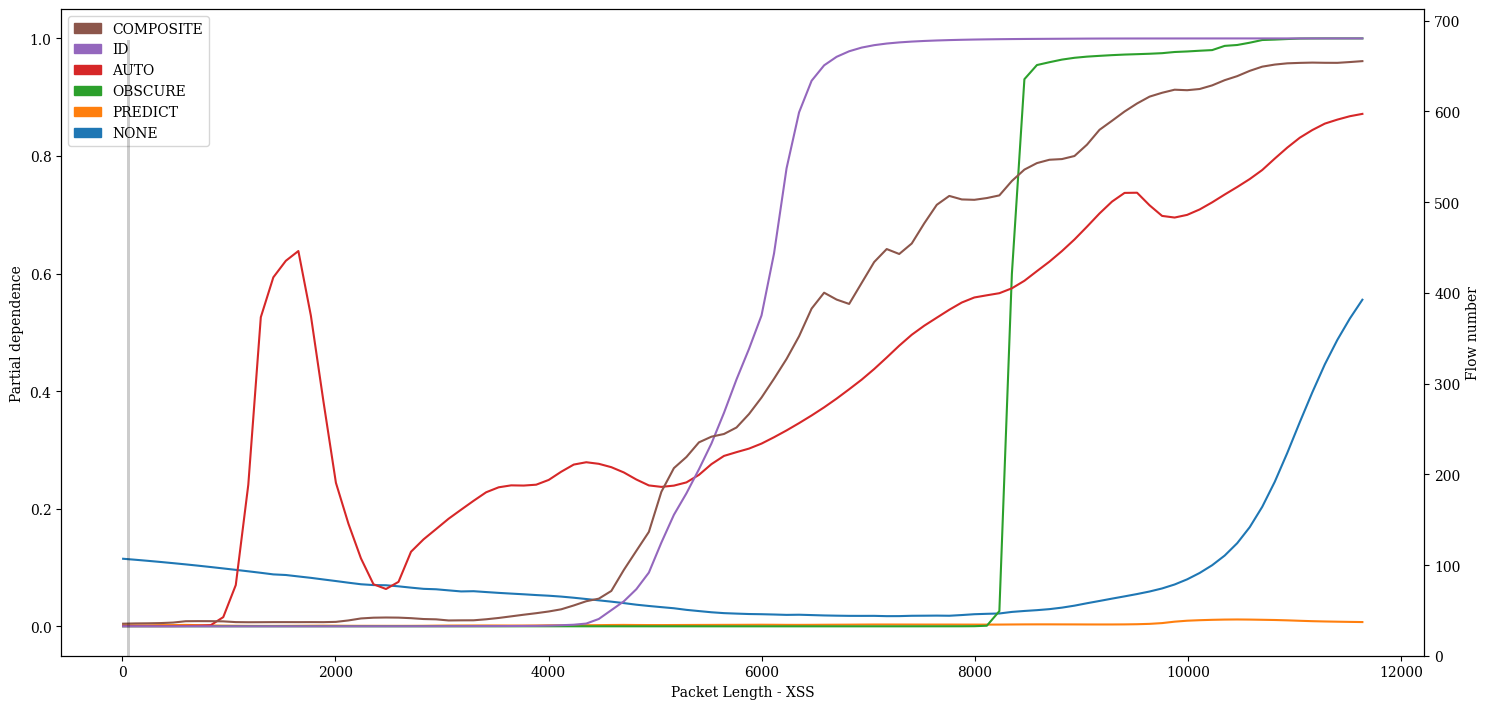 COMPOSITE
ID
AUTO
OBSCURE
PREDICT
NONE
Partial dependence
1.0
0.8
0.6
0.4
0.2
0.0
0
2000
4000
6000
8000
10000
12000
Packet Length - XSS
700
600
500
400
300
200
100
0
Flow number